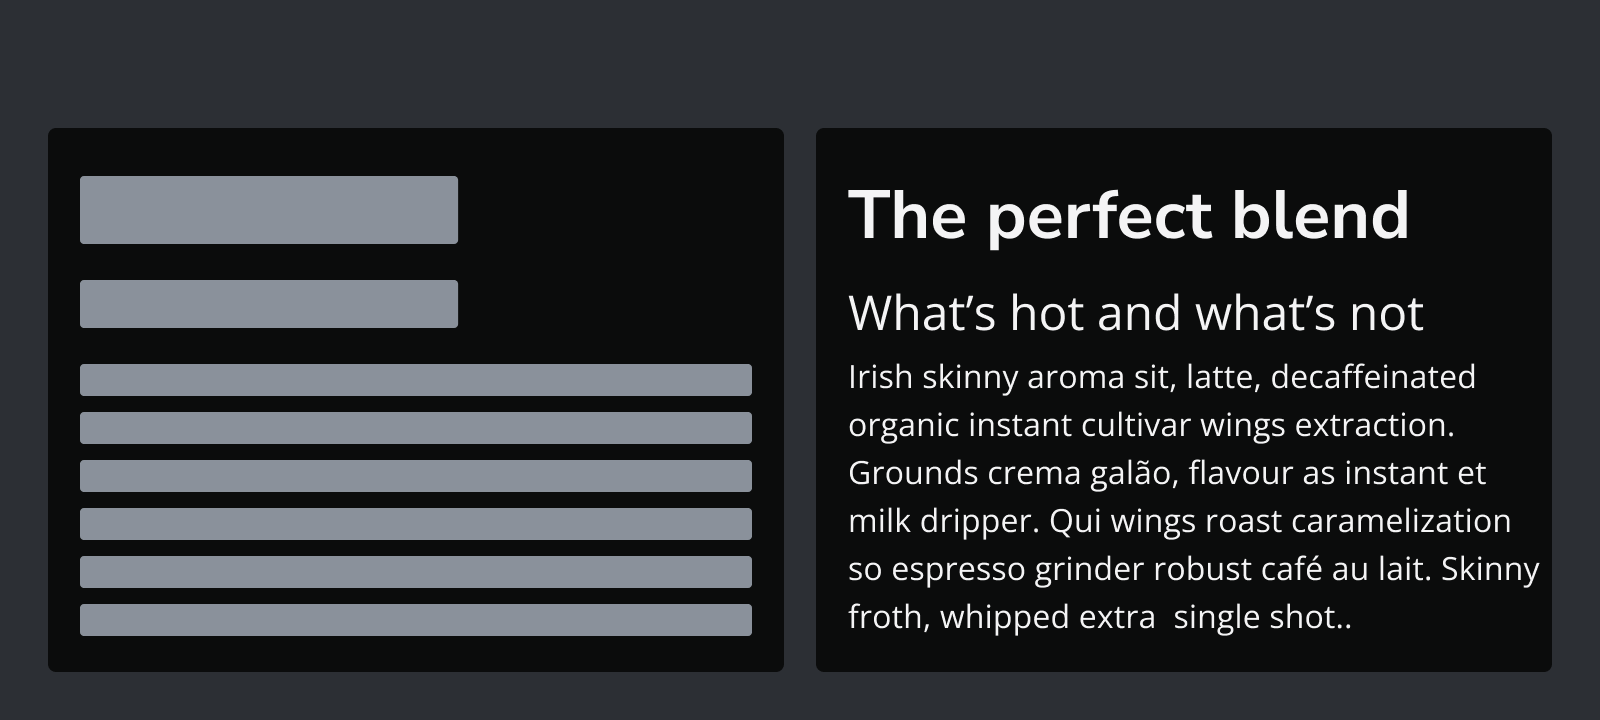 The perfect blend
What’s hot and what’s not
Irish skinny aroma sit, latte, decaffeinated
organic instant cultivar wings extraction.
Grounds crema galão, flavour as instant et
milk dripper. Qui wings roast caramelization
so espresso grinder robust café au lait. Skinny
froth, whipped extra  single shot..